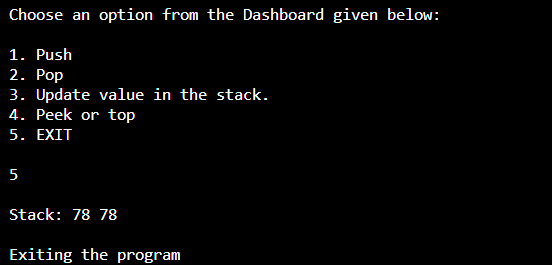 Choose an option from the Dashboard given below:
1. Push
2. Pop
3. Update value in the stack.
4. Peek or top
5. EXIT
5
Stack: 78 78
Exiting the program